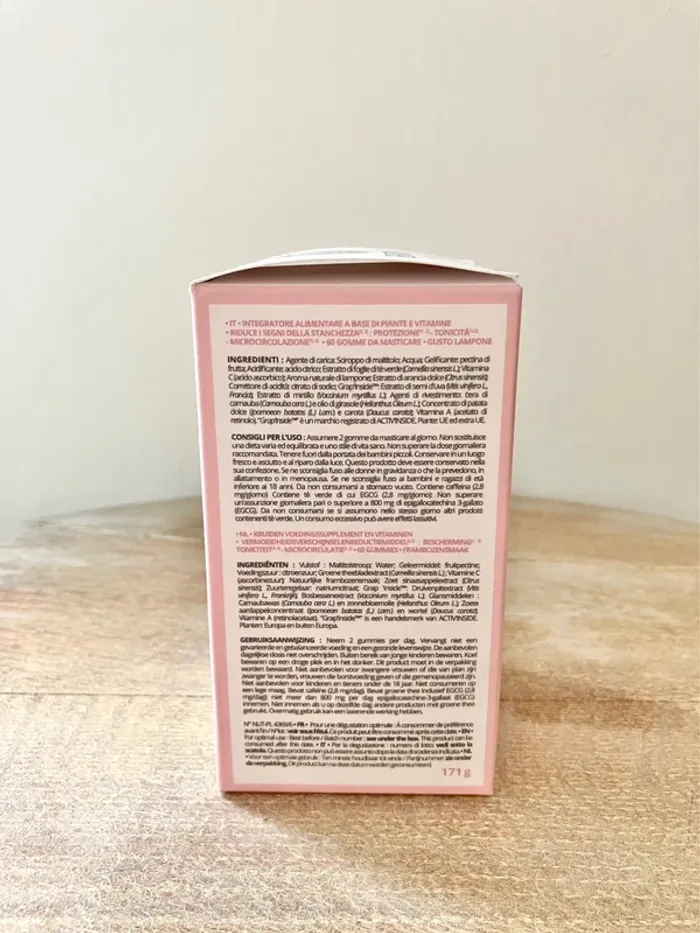 • IT • INTEGRATORE ALIMENTARE A BASE DI PIANTE E VITAMINE
• RIDUCE I SEGNI DELLA STANCHEZZA : PROTEZIONE - TONICITÀ
- MICROCIRCOLAZIONE • 60 GOMME DA MASTICARE • GUSTO LAMPONE
INGREDIENTI : Agente di carica: Sciroppo di maltitolo; Acqua; Gelificante: pectina di
frutta; Acidificante: acido citrico; Estratto di foglie di tè verde (Camellia sinensis L.); Vitamina
C (acido ascorbico); Aroma naturale di lampone; Estratto di arancia dolce (Citrus sinensis);
Correttore di acidità: citrato di sodio; Grap'Inside™: Estratto di semi d'uva (Vitis vinifera L.,
Francia); Estratto di mirtillo (Vaccinium myrtillus L.); Agenti di rivestimento: cera di
carnauba (Carnauba cera L.) e olio di girasole (Helianthus Oleum L.); Concentrato di patata
dolce (Ipomoean batatas (L) Lam.) e carota (Daucus carota); Vitamina A (acetato di
retinolo). "Grap'Inside™" è un marchio registrato di ACTIV'INSIDE. Piante: UE ed extra UE.
CONSIGLI PER L'USO : Assumere 2 gomme da masticare al giorno. Non sostituisce
una dieta varia ed equilibrata e uno stile di vita sano. Non superare la dose giornaliera
raccomandata. Tenere fuori dalla portata dei bambini piccoli. Conservare in un luogo
fresco e asciutto e al riparo dalla luce. Questo prodotto deve essere conservato nella
sua confezione. Se ne sconsiglia fuso alle donne in gravidanza o che la prevedono, in
allattamento o in menopausa. Se ne sconsiglia fuso ai bambini e ragazzi di età
inferiore ai 18 anni. Da non consumarsi a stomaco vuoto. Contiene caffeina (2,8
mg/giorno) Contiene tè verde di cui EGCG (2,8 mg/giorno): Non superare
un'assunzione giornaliera pari o superiore a 800 mg di epigallocatechina 3-gallato
(EGCG). Da non consumarsi se si assumono nello stesso giorno altri prodotti
contenenti tè verde. Un consumo eccessivo può avere effetti lassativi.
• NL • KRUIDEN VOEDINGSSUPPLEMENT EN VITAMINEN
• VERMOEIDHEIDVERSCHIJNSELENREDUCTIEMIDDEL : BESCHERMING
TONICITEIT - MICROCIRCULATIE • 60 GUMMIES • FRAMBOZENSMAAK
INGREDIËNTEN : Vulstof : Maltitolstroop; Water; Geleermiddel: fruitpectine;
Voedingszuur : citroenzuur; Groene theebladextract (Camellia sinensis L.) ; Vitamine C
(ascorbinezuur); Natuurlijke frambozensmaak; Zoet sinaasappelextract (Citrus
sinensis); Zuurteregelaar: natriumcitraat; Grap 'Inside™: Druivenpitextract (Vitis
vinifera L., Frankrijk); Bosbessenextract (Vaccinium myrtillus L.); Glansmiddelen :
Carnaubawas (Carnauba cera L.) en zonnebloemolie (Helianthus Oleum L.); Zoete
aardappelconcentraat (Ipomoean batatas (L) Lam.) en wortel (Daucus carota);
Vitamine A (retinolacetaat). "Grap'Inside™" is een handelsmerk van ACTIV'INSIDE.
Planten: Europa en buiten Europa.
GEBRUIKSAANWIJZING : Neem 2 gummies per dag. Vervangt niet een
gevarieerde en gebalanceerde voeding en een gezonde levenswijze. De aanbevolen
dagelijkse dosis niet overschrijden. Buiten bereik van jonge kinderen bewaren. Koel
bewaren op een droge plek en in het donker. Dit product moet in de verpakking
worden bewaard. Niet aanbevolen voor zwangere vrouwen of die van plan zijn
zwanger te worden, vrouwen die borstvoeding geven of die gemenopauseerd zijn.
Niet aanbevolen voor kinderen en tieners onder de 18 jaar. Niet consumeren op
een lege maag. Bevat cafeïne (2,8 mg/dag). Bevat groene thee inclusief EGCG (2,8
mg/dag) niet meer dan 800 mg per dag epigallocatechine-3-gallaat (EGCG)
innemen. Niet innemen als u op dezelfde dag andere producten met groene thee
gebruikt. Overmatig gebruik kan een laxerende werking hebben.
N° NUT-PL 4369/6 • FR • Pour une dégustation optimale : À consommer de préférence
avant fin / N°lot : voir sous l'étui. Ce produit peut être consommé après cette date. • EN •
For optimal use : Best before / Batch number : see under the box. This product can be
consumed after this date. • IT • Per la degustazione : numero di lotto: vedi sotto la
scatola. Questo prodotto non può essere assunto dopo la data di scadenza indicata. • NL
• Voor een optimale gebruik : Ten minste houdbaar tot einde / Partijnummer: zie onder
de verpakking, Dit product kan na deze datum worden geconsumeerd.
171 g